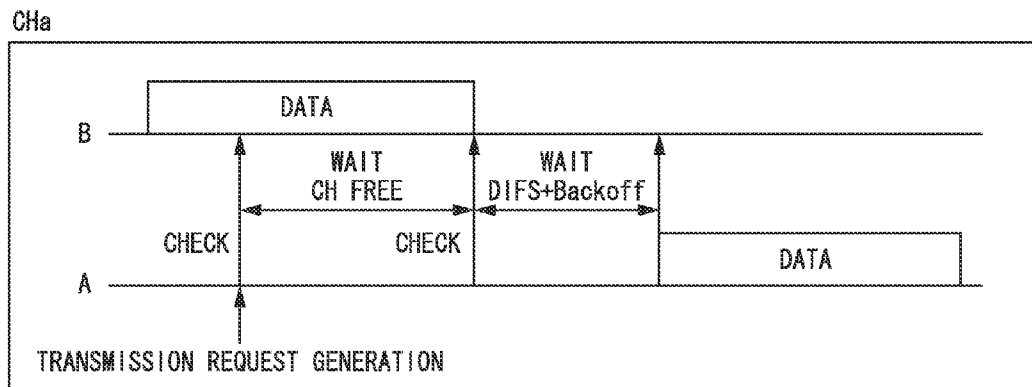 CHa
DATA
B
WAIT
CH FREE
WAIT
DIFS+Backoff
CHECK
CHECK
DATA
A
TRANSMISSION REQUEST GENERATION